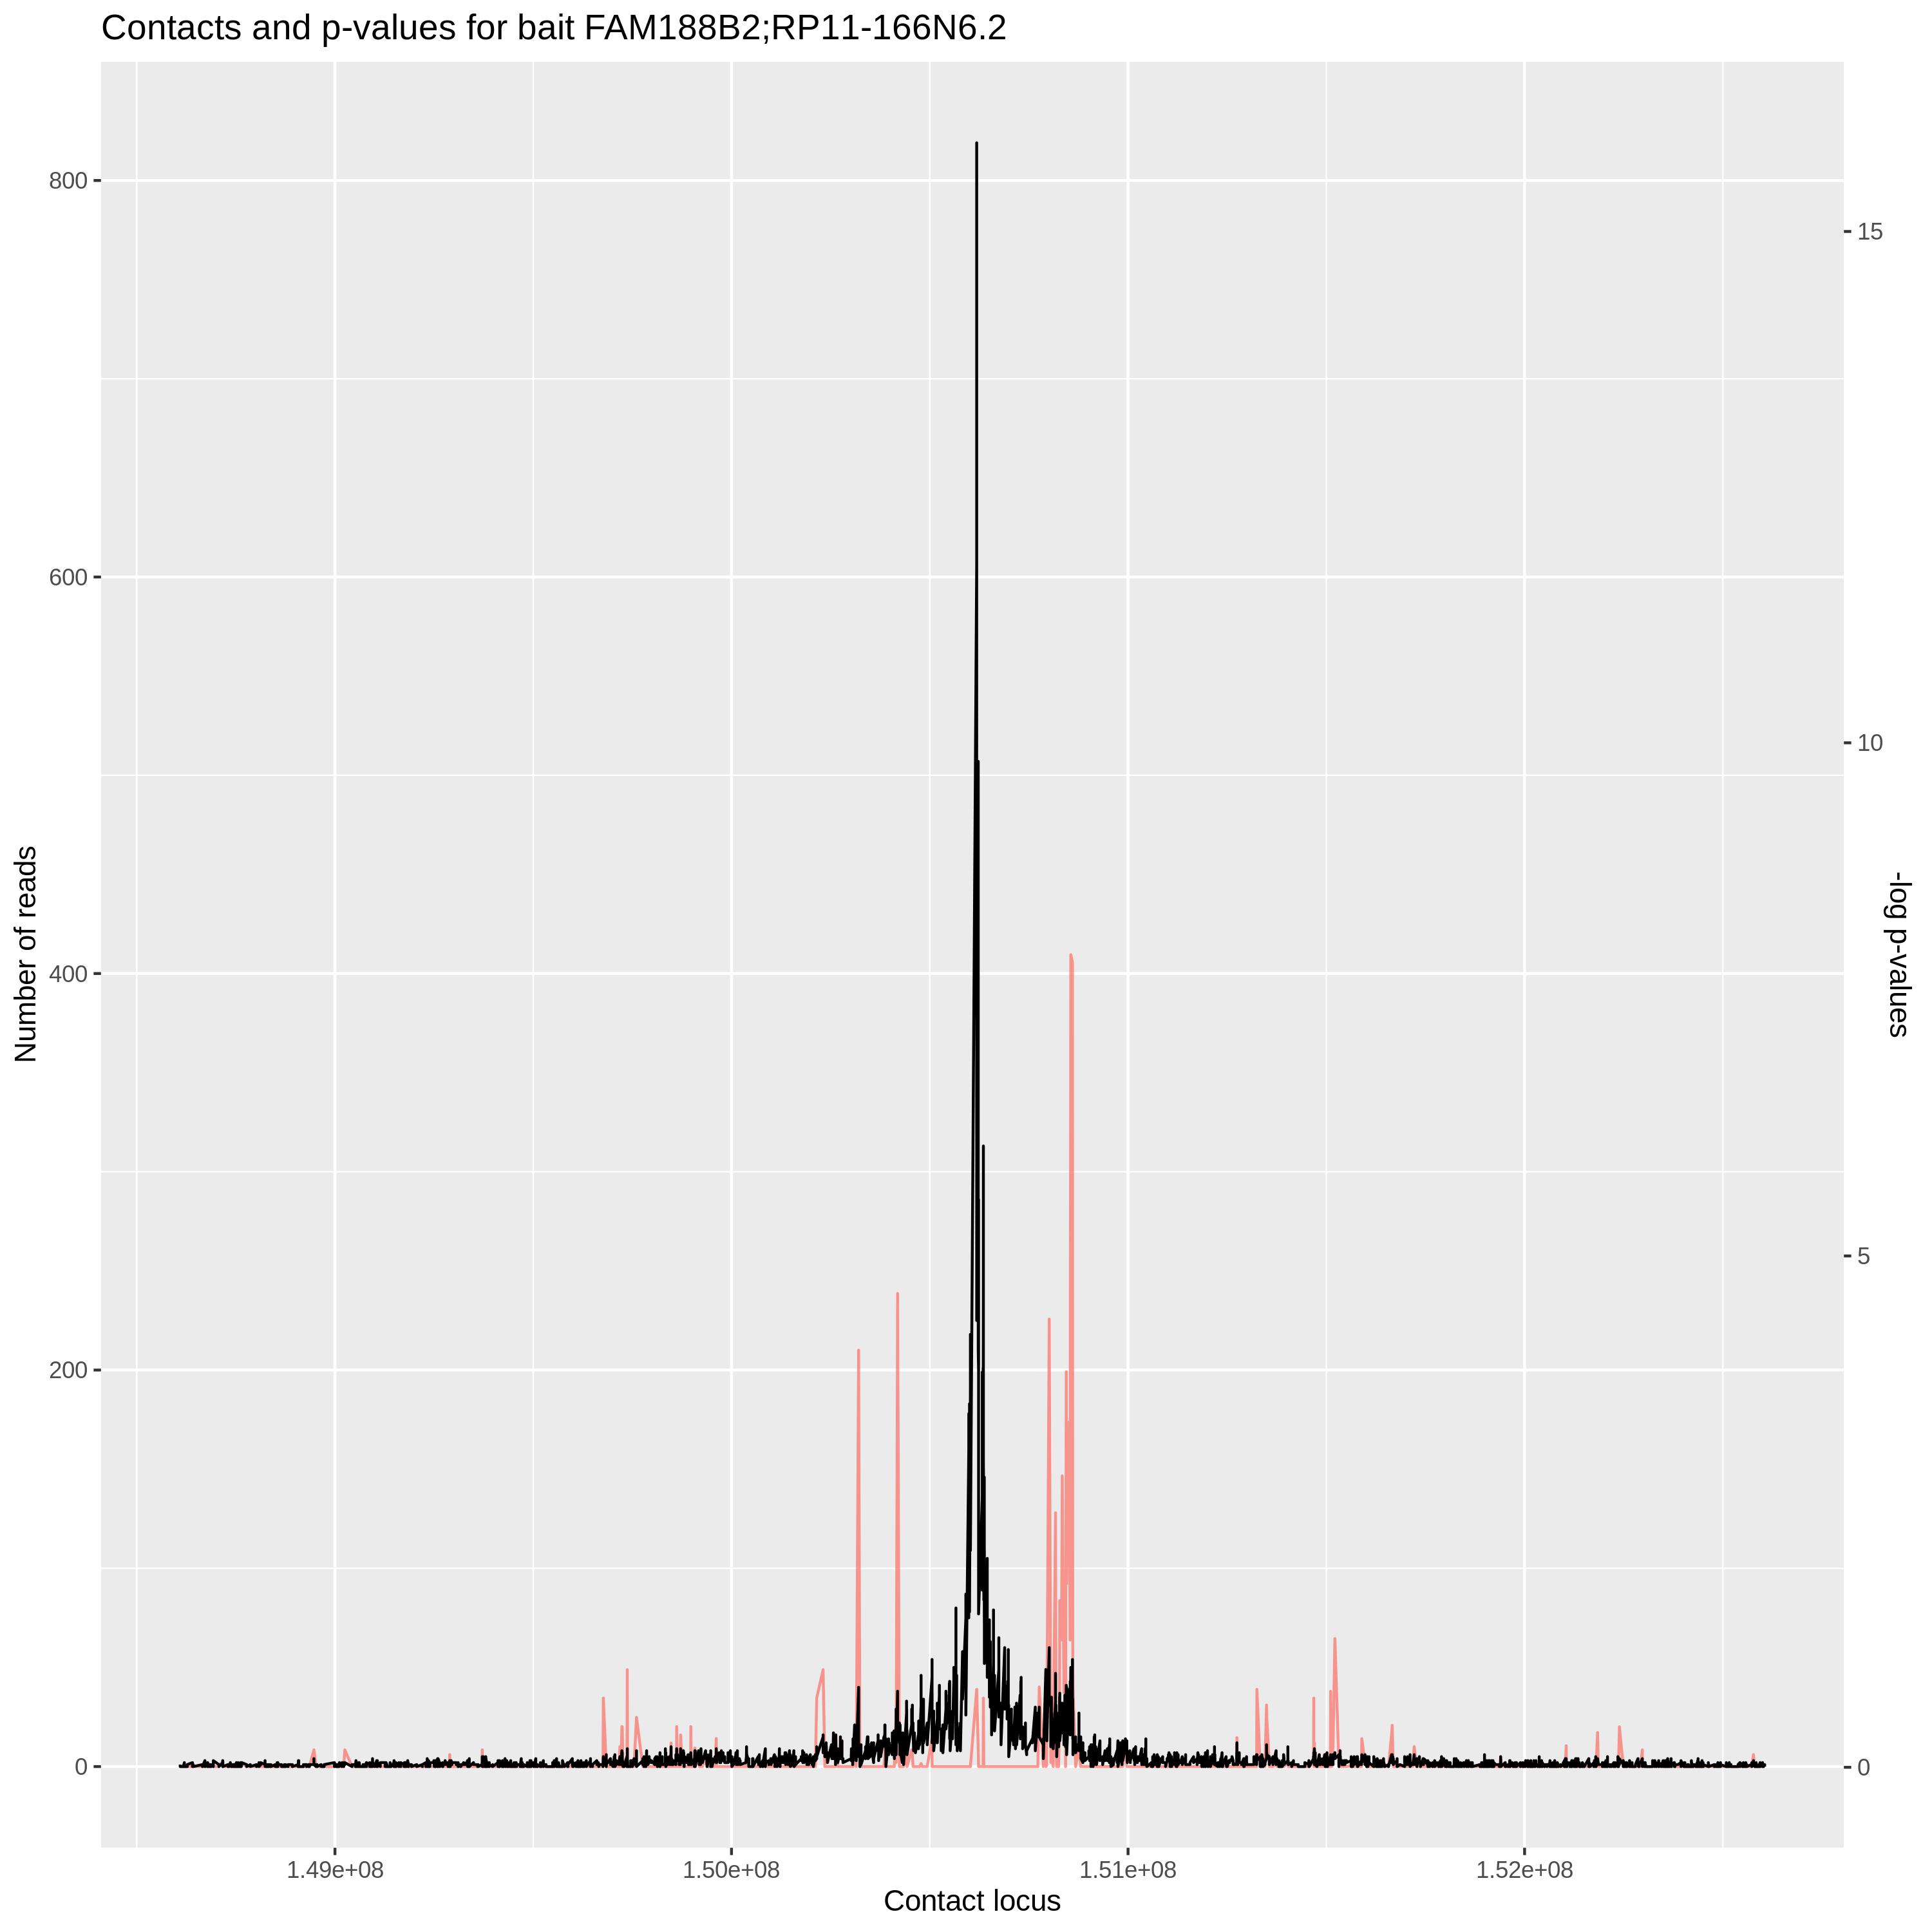 Contacts and p-values for bait FAM188B2;RP11-166N6.2
800
600
400
200
0
Number of reads
15
10
5
0
-log p-values
1.49e+08 1.50e+08 1.51e+08 1.52e+08
Contact locus